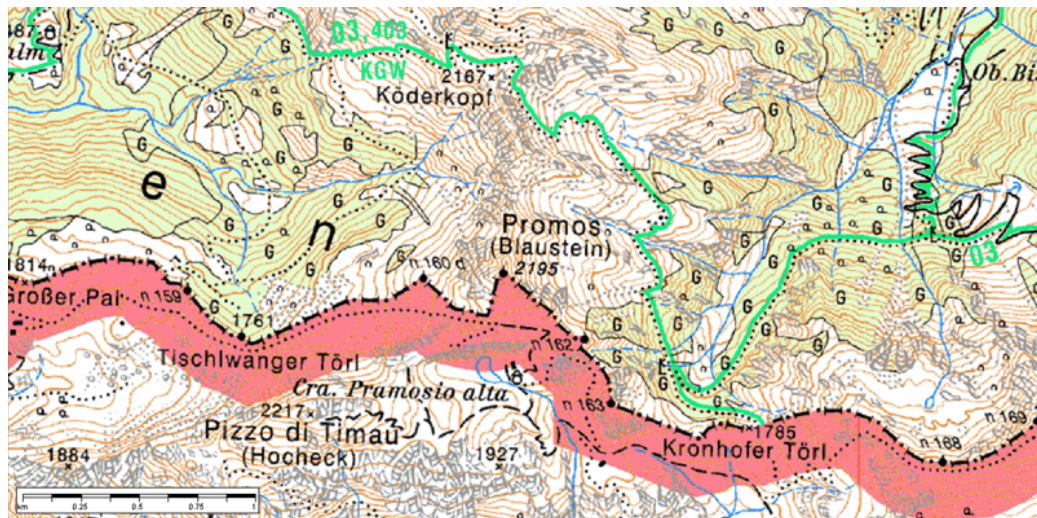 03, 403
KGW
2167
Köderkopf
Ob. Bi
e
n
Promos
(Blaustein)
2195
n 160 d
03
1814
Großer Pal
n 159
1761
Tischlwanger Törl
n 162
Cra. Pramosio alta
n 163
2217
Pizzo di Timau
(Hocheck)
1884
1927
1785
Kronhofer Törl
n 168
n 169
km 0.25 0.5 0.75 1
G